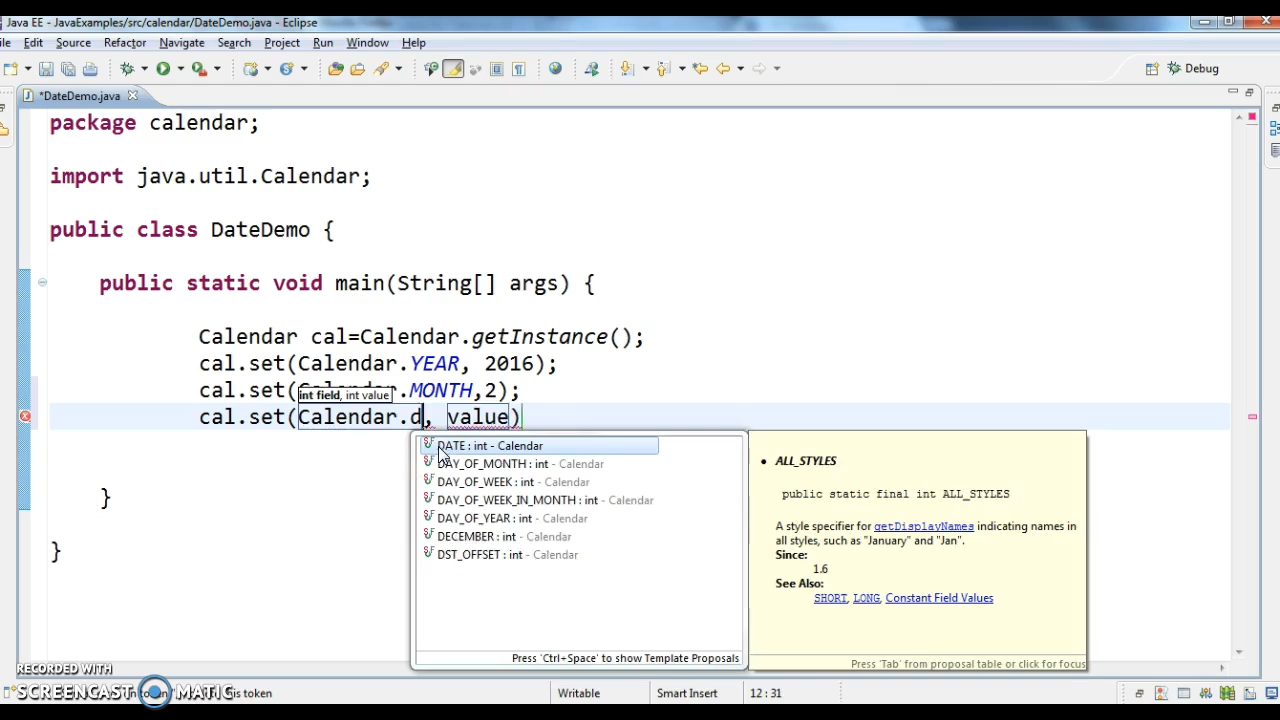 Java EE - JavaExamples/src/calendar/DateDemo.java - Eclipse
ile Edit Source Refactor Navigate Search Project Run Window Help
Debug
*DateDemo.java
package calendar;
import java.util.Calendar;
public class DateDemo {
public static void main(String[] args) {
Calendar cal=Calendar.getInstance();
cal.set(Calendar.YEAR, 2016);
cal.set( .MONTH,2);
int field, int value
cal.set(Calendar.d, value)
DATE : int - Calendar
DAY_OF_MONTH : int - Calendar
DAY_OF_WEEK : int - Calendar
DAY_OF_WEEK_IN_MONTH : int - Calendar
DAY_OF_YEAR : int - Calendar
DECEMBER : int - Calendar
DST_OFFSET : int - Calendar
Press 'Ctrl+Space' to show Template Proposals
ALL_STYLES
public static final int ALL_STYLES
A style specifier for getDisplayNames indicating names in
all styles, such as "January" and "Jan".
Since:
1.6
See Also:
SHORT, LONG, Constant Field Values
Press 'Tab' from proposal table or click for focus
}
}
RECORDED WITH
SCREENCAST MATIC
is token
Writable
Smart Insert
12 : 31